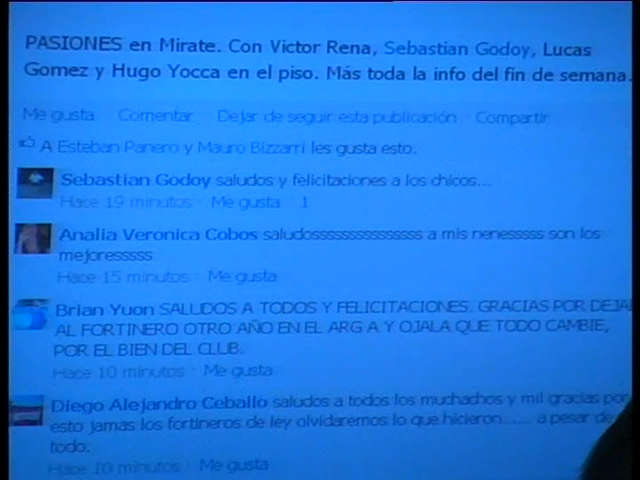 PASIONES en Mirate. Con Victor Rena, Sebastian Godoy, Lucas
Gomez y Hugo Yocca en el piso. Más toda la info del fin de semana.
Me gusta · Comentar · Dejar de seguir esta publicación · Compartir
A Esteban Panero y Mauro Bizzarri les gusta esto.
Sebastian Godoy saludos y felicitaciones a los chicos...
Hace 19 minutos · Me gusta · 1
Analia Veronica Cobos saludosssssssssssssss a mis nenesssss son los
mejoresssss
Hace 15 minutos · Me gusta
Brian Yuon SALUDOS A TODOS Y FELICITACIONES. GRACIAS POR DEJA
AL FORTINERO OTRO AÑO EN EL ARG A Y OJALA QUE TODO CAMBIE,
POR EL BIEN DEL CLUB.
Hace 10 minutos · Me gusta
Diego Alejandro Ceballo saludos a todos los muchachos y mil gracias por
esto jamas los fortineros de ley olvidaremos lo que hicieron...... a pesar de
todo.
Hace 10 minutos · Me gusta